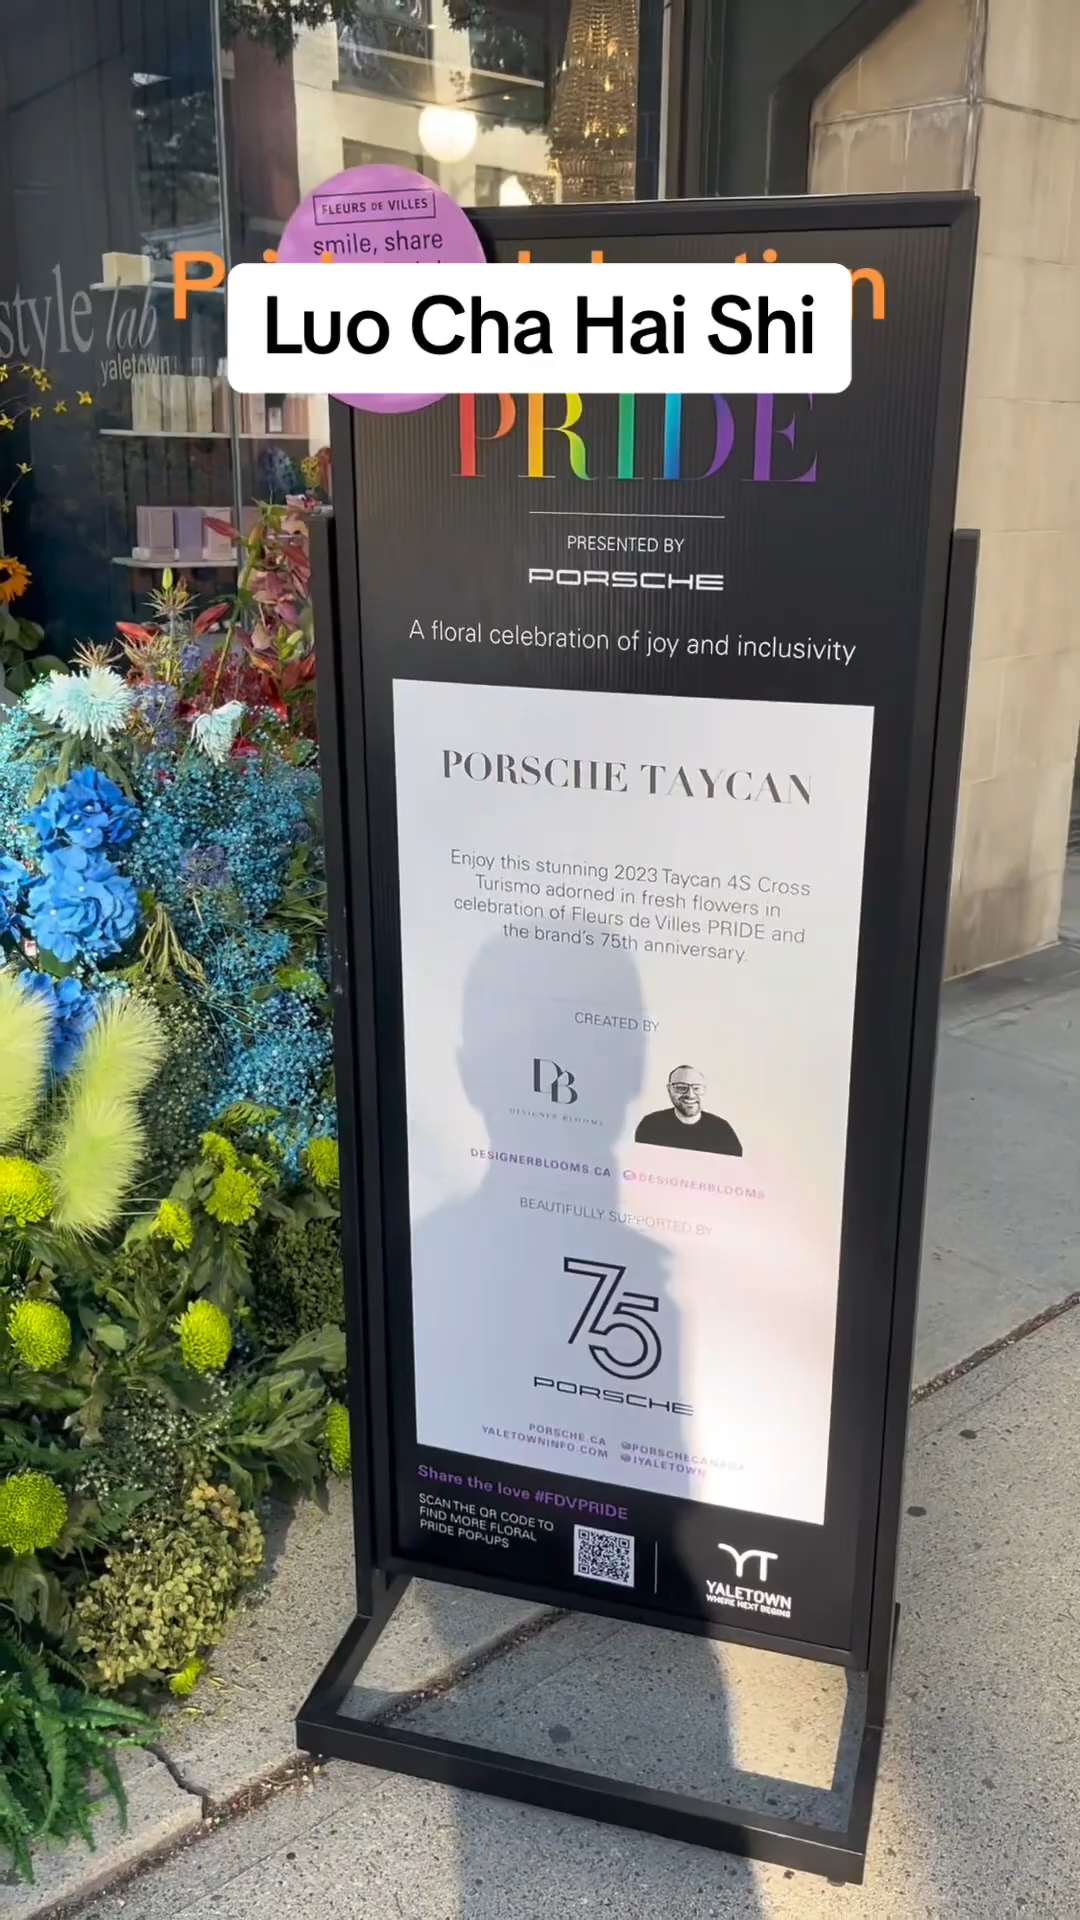 FLEURS DE VILLES
smile, share
Luo Cha Hai Shi
style lab
yaletown
PRIDE
PRESENTED BY
PORSCHE
A floral celebration of joy and inclusivity
PORSCHE TAYCAN
Enjoy this stunning 2023 Taycan 4S Cross
Turismo adorned in fresh flowers in
celebration of Fleurs de Villes PRIDE and
the brand's 75th anniversary.
CREATED BY
DB
DESIGNER BLOOMS
DESIGNERBLOOMS.CA @DESIGNERBLOOMS
BEAUTIFULLY SUPPORTED BY
75
PORSCHE
PORSCHE.CA @PORSCHECANADA
YALETOWNINFO.COM @IYALETOWN
Share the love #FDVPRIDE
SCAN THE QR CODE TO
FIND MORE FLORAL
PRIDE POP-UPS
YT
YALETOWN
WHERE NEXT BEGINS